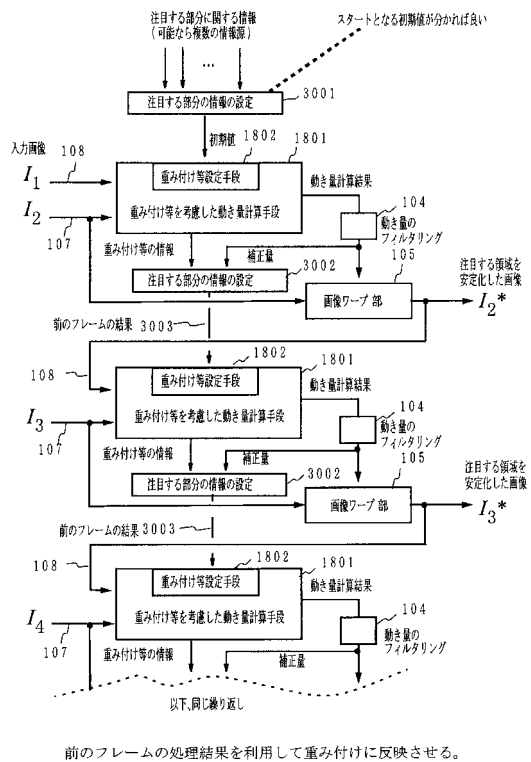 注目する部分に関する情報
(可能なら複数の情報源)
スタートとなる初期値が分かれば良い
...
注目する部分の情報の設定
3001
初期値
1802
1801
入力画像
108
I1
重み付け等設定手段
動き量計算結果
104
I2
107
重み付け等を考慮した動き量計算手段
動き量の
フィルタリング
重み付け等の情報
補正量
105
注目する部分の情報の設定
3002
画像ワープ部
注目する領域を
安定化した画像
I2*
前のフレームの結果
3003
1802
1801
108
重み付け等設定手段
動き量計算結果
104
I3
107
重み付け等を考慮した動き量計算手段
動き量の
フィルタリング
重み付け等の情報
補正量
105
注目する部分の情報の設定
3002
画像ワープ部
注目する領域を
安定化した画像
I3*
前のフレームの結果
3003
1802
1801
108
重み付け等設定手段
動き量計算結果
104
I4
107
重み付け等を考慮した動き量計算手段
動き量の
フィルタリング
重み付け等の情報
補正量
以下、同じ繰り返し
前のフレームの処理結果を利用して重み付けに反映させる。